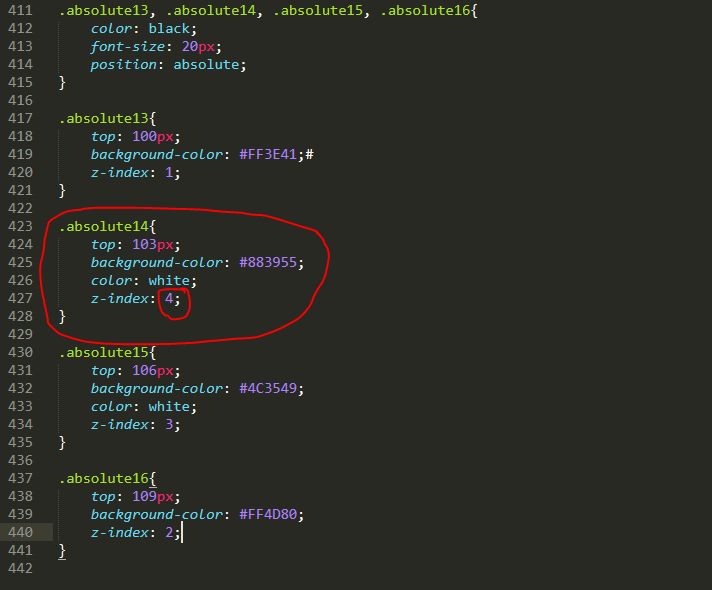 411 .absolute13, .absolute14, .absolute15, .absolute16{
412 color: black;
413 font-size: 20px;
414 position: absolute;
415 }
416
417 .absolute13{
418 top: 100px;
419 background-color: #FF3E41;#
420 z-index: 1;
421 }
422
423 .absolute14{
424 top: 103px;
425 background-color: #883955;
426 color: white;
427 z-index: 4;
428 }
429
430 .absolute15{
431 top: 106px;
432 background-color: #4C3549;
433 color: white;
434 z-index: 3;
435 }
436
437 .absolute16{
438 top: 109px;
439 background-color: #FF4D80;
440 z-index: 2;
441 }
442